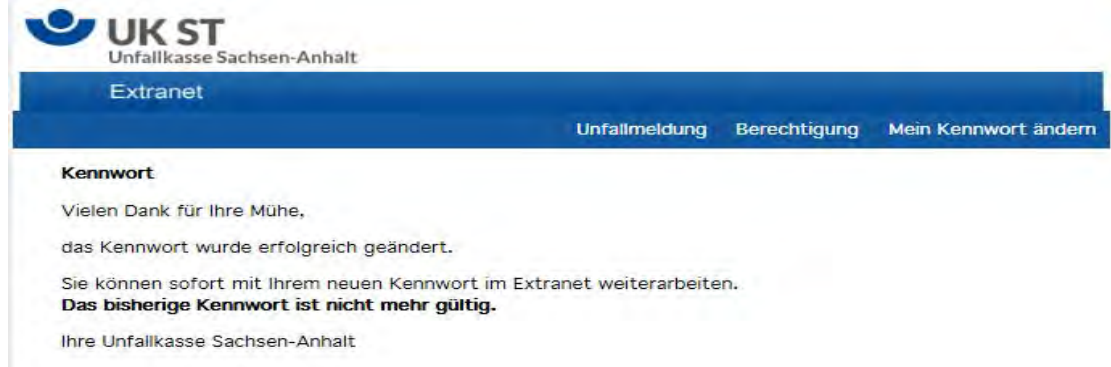 UK ST
Unfallkasse Sachsen-Anhalt
Extranet
Unfallmeldung Berechtigung Mein Kennwort ändern
Kennwort
Vielen Dank für Ihre Mühe,
das Kennwort wurde erfolgreich geändert.
Sie können sofort mit Ihrem neuen Kennwort im Extranet weiterarbeiten.
Das bisherige Kennwort ist nicht mehr gültig.
Ihre Unfallkasse Sachsen-Anhalt